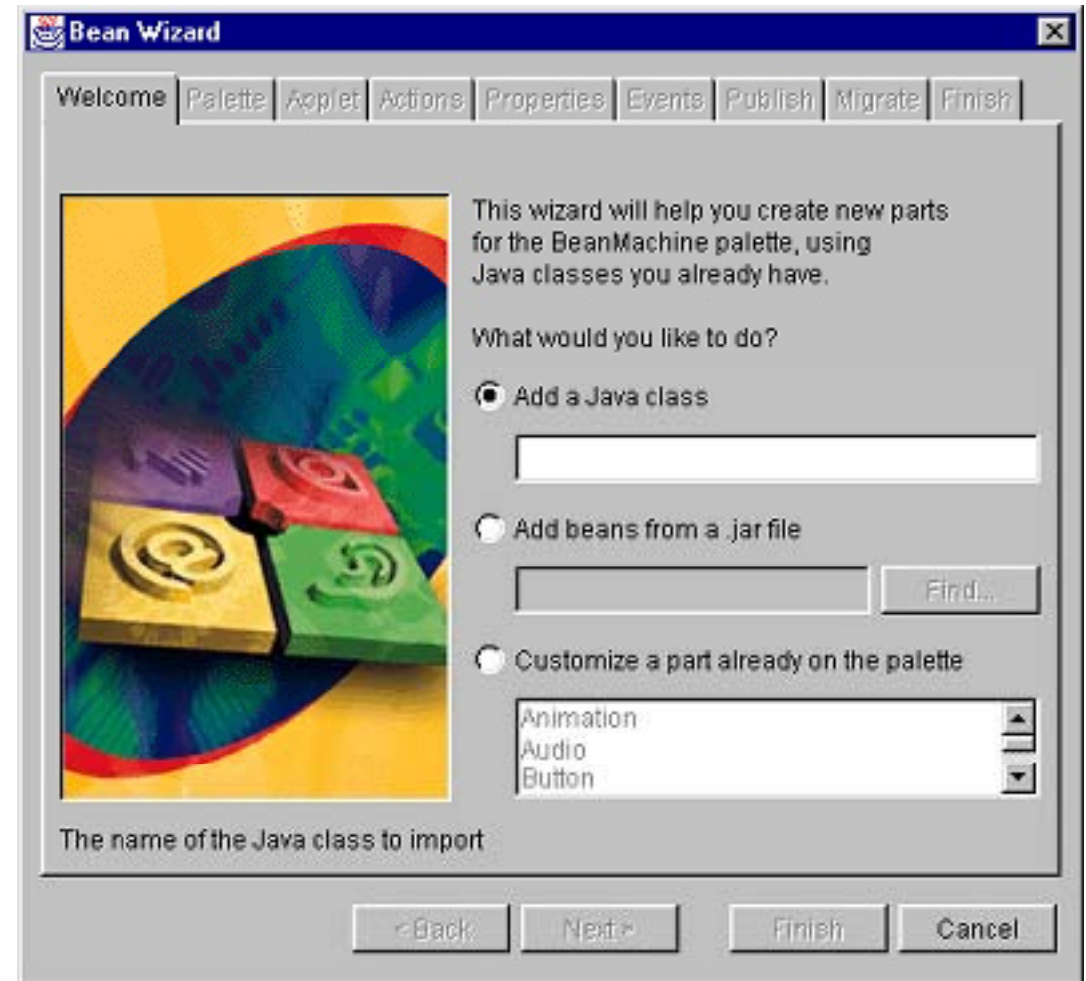 Bean Wizard
Welcome Palette Applet Actions Properties Events Publish Migrate Finish
This wizard will help you create new parts
for the BeanMachine palette, using
Java classes you already have.
What would you like to do?
Add a Java class
Add beans from a .jar file
Find...
Customize a part already on the palette
Animation
Audio
Button
The name of the Java class to import
<Back Next> Finish Cancel